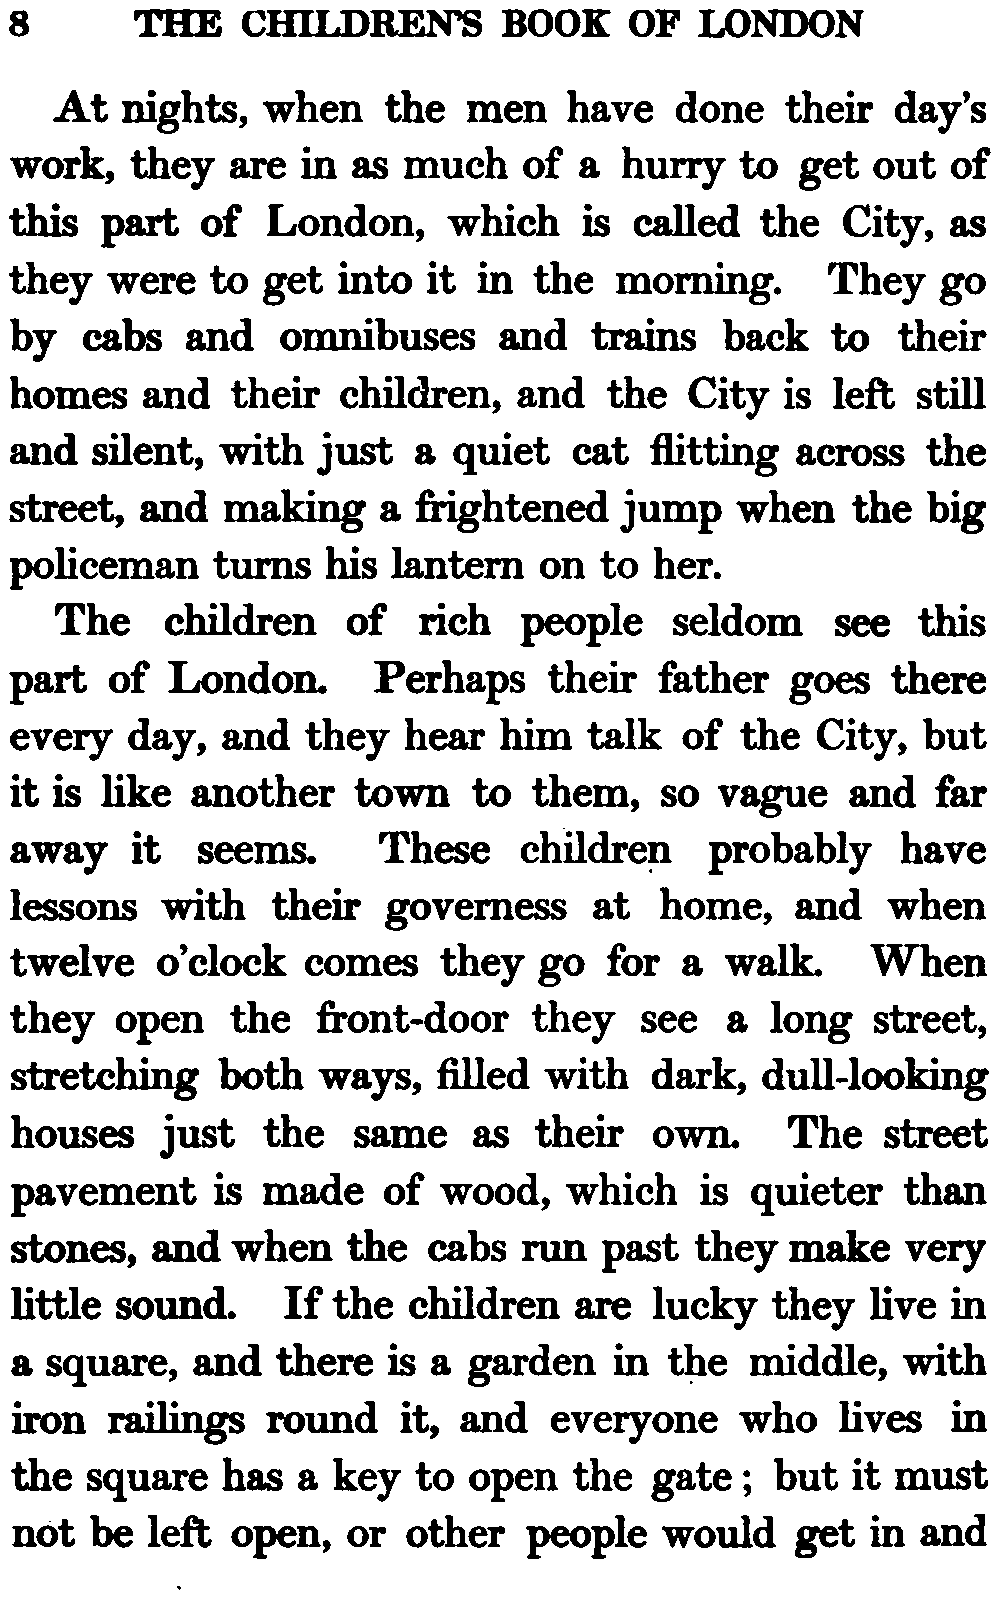 8 THE CHILDREN'S BOOK OF LONDON
At nights, when the men have done their day's
work, they are in as much of a hurry to get out of
this part of London, which is called the City, as
they were to get into it in the morning. They go
by cabs and omnibuses and trains back to their
homes and their children, and the City is left still
and silent, with just a quiet cat flitting across the
street, and making a frightened jump when the big
policeman turns his lantern on to her.
The children of rich people seldom see this
part of London. Perhaps their father goes there
every day, and they hear him talk of the City, but
it is like another town to them, so vague and far
away it seems. These children probably have
lessons with their governess at home, and when
twelve o'clock comes they go for a walk. When
they open the front-door they see a long street,
stretching both ways, filled with dark, dull-looking
houses just the same as their own. The street
pavement is made of wood, which is quieter than
stones, and when the cabs run past they make very
little sound. If the children are lucky they live in
a square, and there is a garden in the middle, with
iron railings round it, and everyone who lives in
the square has a key to open the gate ; but it must
not be left open, or other people would get in and